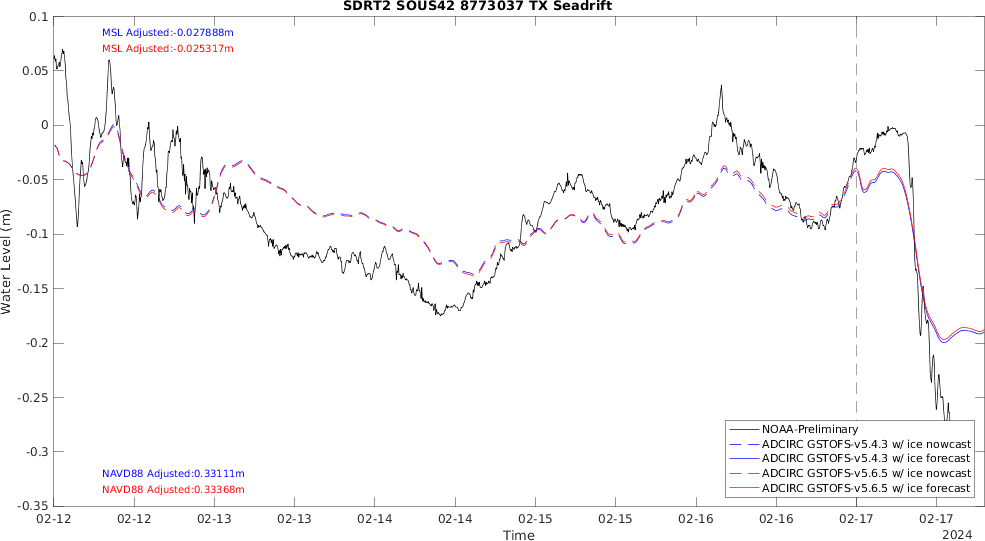 SDRT2 SOUS42 8773037 TX Seadrift
0.1
MSL Adjusted:-0.027888m
MSL Adjusted:-0.025317m
0.05
0
-0.05
-0.1
-0.15
-0.2
-0.25
-0.3
-0.35
Water Level (m)
NAVD88 Adjusted:0.33111m
NAVD88 Adjusted:0.33368m
NOAA-Preliminary
ADCIRC GSTOFS-v5.4.3 w/ ice nowcast
ADCIRC GSTOFS-v5.4.3 w/ ice forecast
ADCIRC GSTOFS-v5.6.5 w/ ice nowcast
ADCIRC GSTOFS-v5.6.5 w/ ice forecast
02-12 02-12 02-13 02-13 02-14 02-14 02-15 02-15 02-16 02-16 02-17 02-17
Time
2024